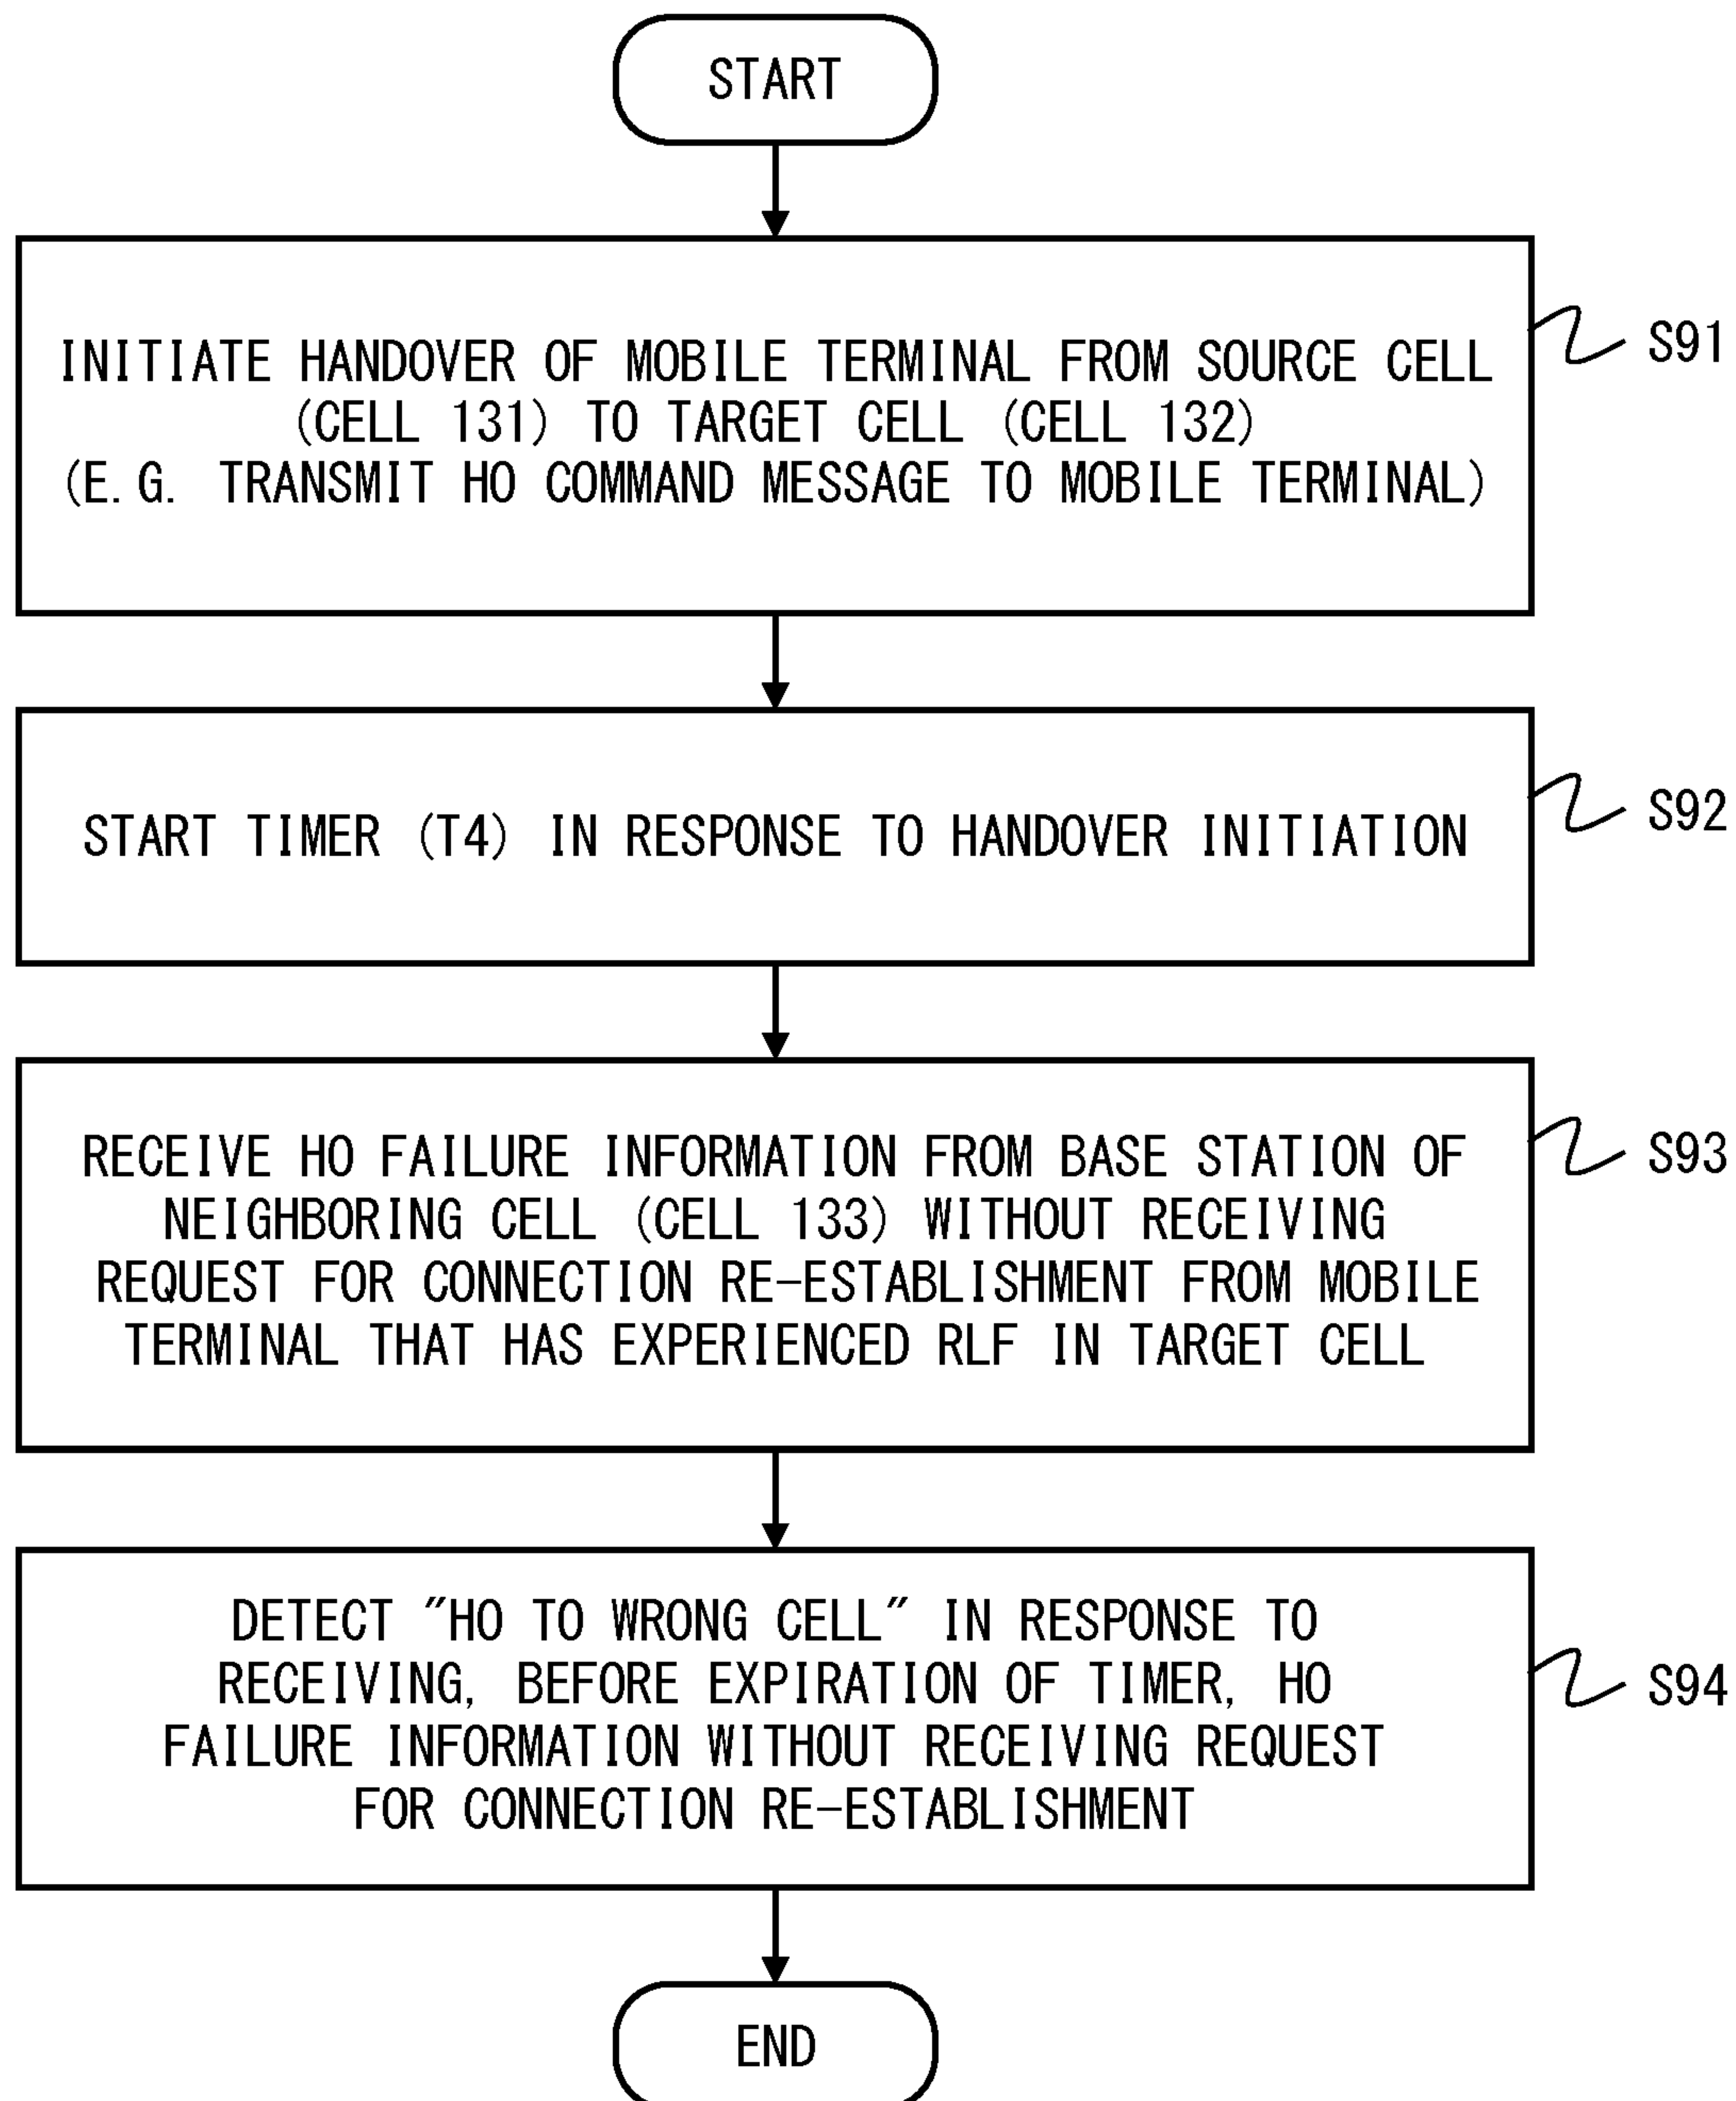 START
INITIATE HANDOVER OF MOBILE TERMINAL FROM SOURCE CELL
(CELL 131) TO TARGET CELL (CELL 132)
(E.G. TRANSMIT HO COMMAND MESSAGE TO MOBILE TERMINAL)
S91
START TIMER (T4) IN RESPONSE TO HANDOVER INITIATION
S92
RECEIVE HO FAILURE INFORMATION FROM BASE STATION OF
NEIGHBORING CELL (CELL 133) WITHOUT RECEIVING
REQUEST FOR CONNECTION RE-ESTABLISHMENT FROM MOBILE
TERMINAL THAT HAS EXPERIENCED RLF IN TARGET CELL
S93
DETECT "HO TO WRONG CELL" IN RESPONSE TO
RECEIVING, BEFORE EXPIRATION OF TIMER, HO
FAILURE INFORMATION WITHOUT RECEIVING REQUEST
FOR CONNECTION RE-ESTABLISHMENT
S94
END